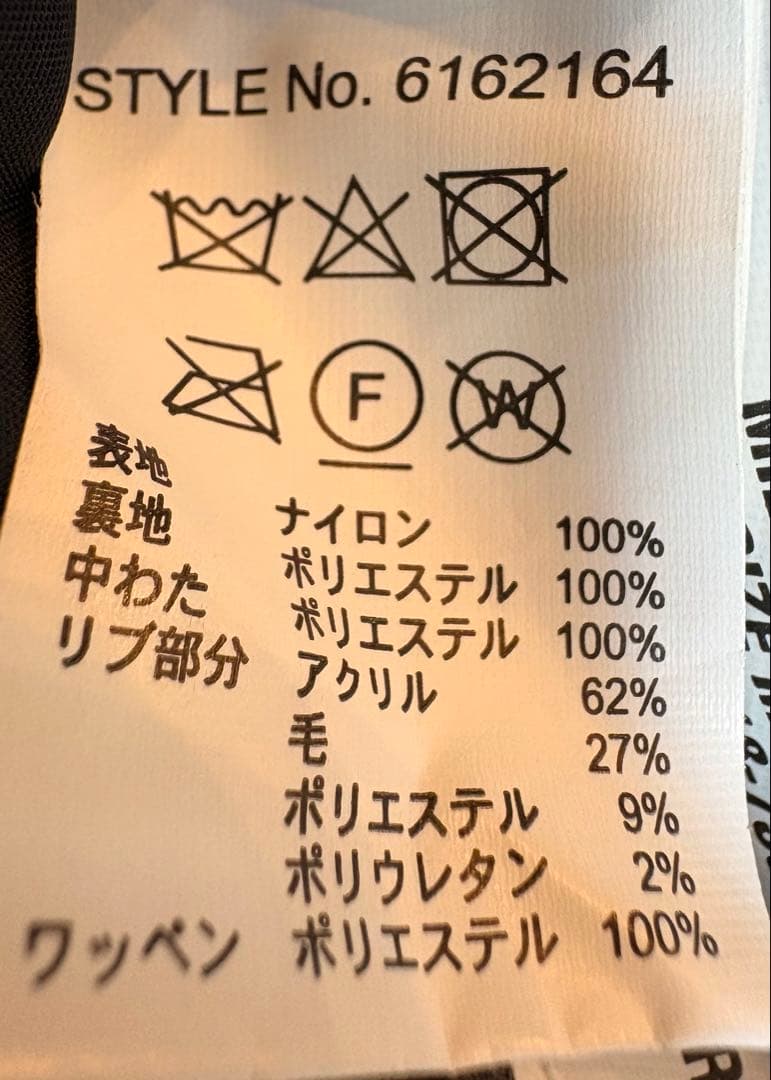 STYLE No. 6162164
F
W
表地 ナイロン 100%
裏地 ポリエステル 100%
中わた ポリエステル 100%
リブ部分 アクリル 62%
毛 27%
ポリエステル 9%
ポリウレタン 2%
ワッペン ポリエステル 100%
R